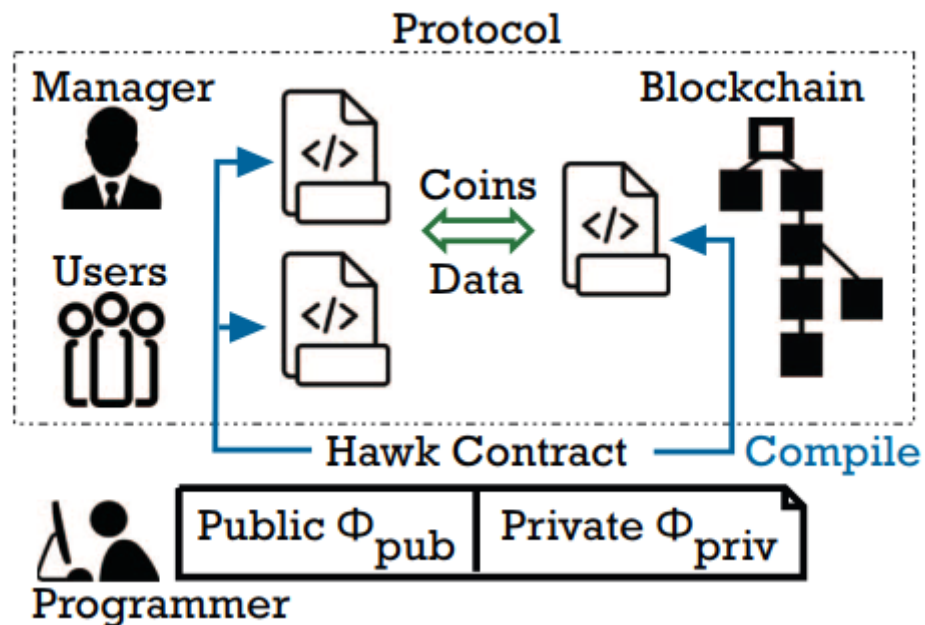 Protocol
Manager
Blockchain
</>
Coins
</>
Users
Data
</>
Hawk Contract
Compile
Public Φpub
Private Φpriv
Programmer